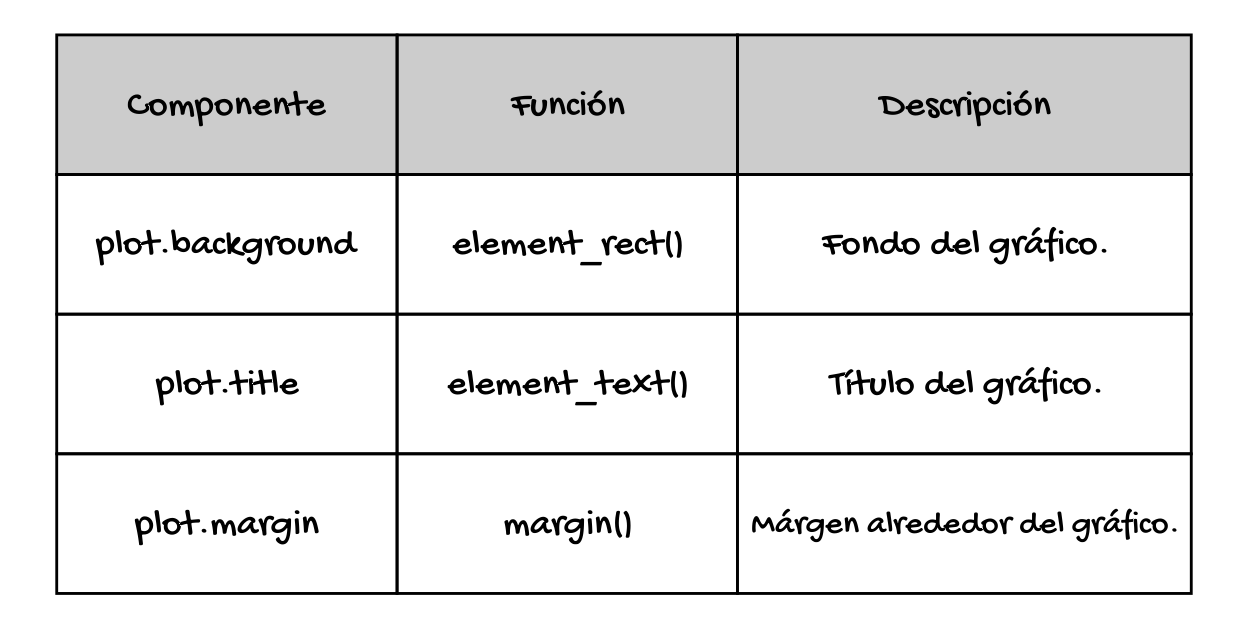 Componente Función Descripción
plot.background element_rect() Fondo del gráfico.
plot.title element_text() Título del gráfico.
plot.margin margin() Márgen alrededor del gráfico.